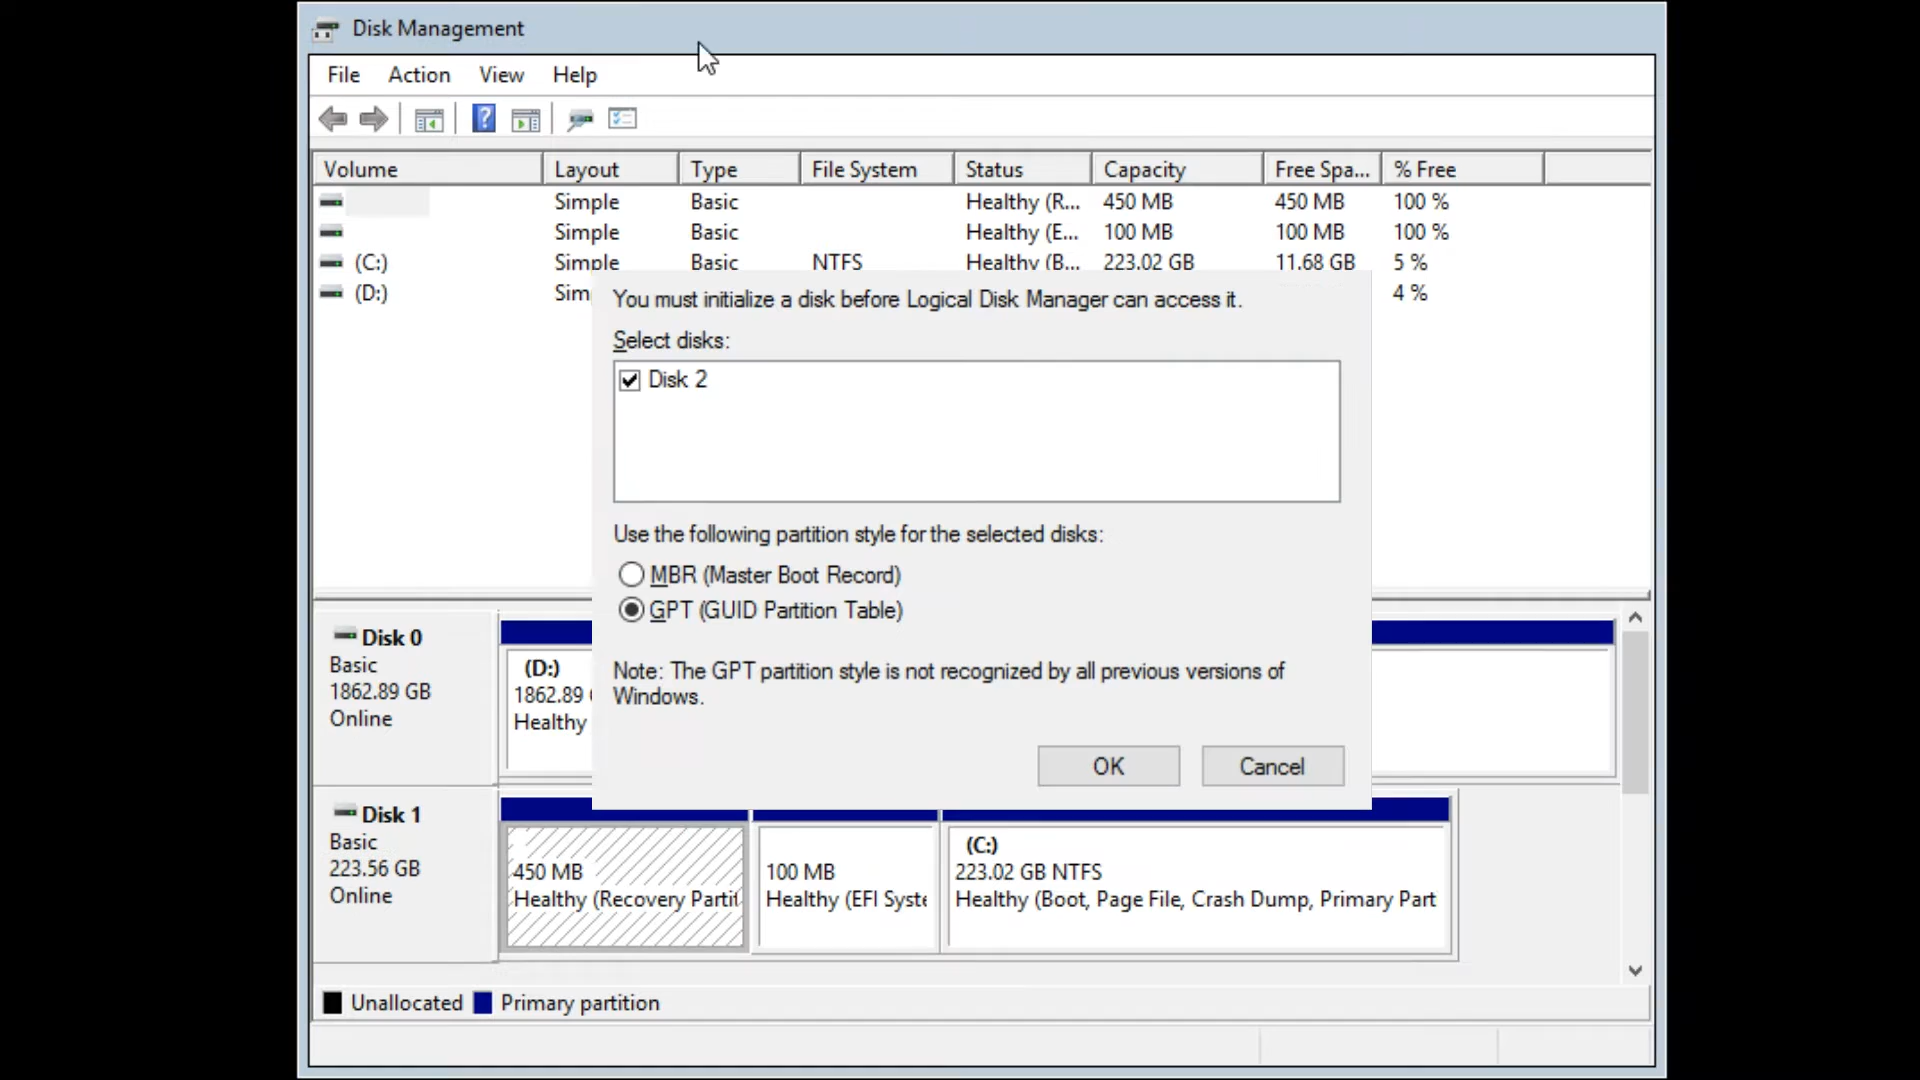 Disk Management
File Action View Help
Volume Layout Type File System Status Capacity Free Spa... % Free
Simple Basic Healthy (R... 450 MB 450 MB 100 %
Simple Basic Healthy (E... 100 MB 100 MB 100 %
(C:) Simple Basic NTFS Healthy (B... 223.02 GB 11.68 GB 5 %
(D:) Sim 4 %
You must initialize a disk before Logical Disk Manager can access it.
Select disks:
Disk 2
Use the following partition style for the selected disks:
MBR (Master Boot Record)
GPT (GUID Partition Table)
Note: The GPT partition style is not recognized by all previous versions of
Windows.
OK Cancel
Disk 0
Basic
1862.89 GB
Online
(D:)
1862.89
Healthy
Disk 1
Basic
223.56 GB
Online
450 MB
Healthy (Recovery Partit
100 MB
Healthy (EFI Syste
(C:)
223.02 GB NTFS
Healthy (Boot, Page File, Crash Dump, Primary Part
Unallocated Primary partition